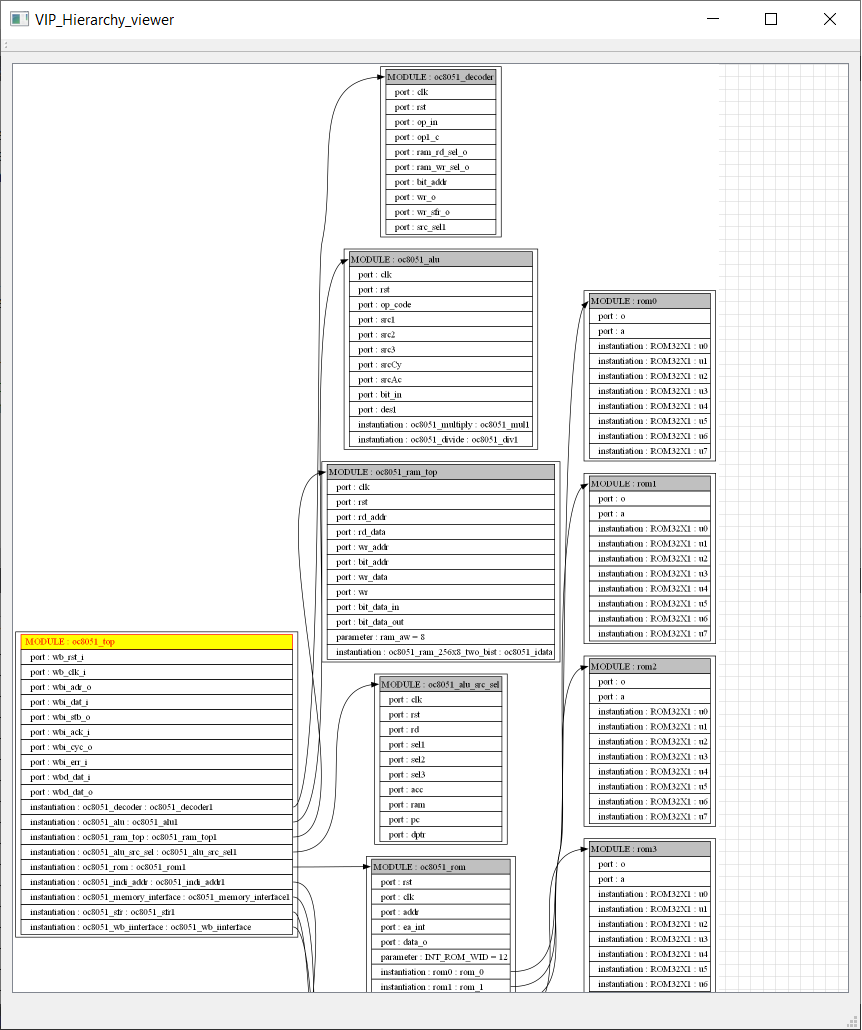 VIP_Hierarchy_viewer
MODULE : oc8051_decoder
port : clk
port : rst
port : op_in
port : op1_c
port : ram_rd_sel_o
port : ram_wr_sel_o
port : bit_addr
port : wr_o
port : wr_sfr_o
port : src_sel1
MODULE : oc8051_alu
port : clk
port : rst
port : op_code
port : src1
port : src2
port : src3
port : srcCy
port : srcAc
port : bit_in
port : des1
instantiation : oc8051_multiply : oc8051_mul1
instantiation : oc8051_divide : oc8051_div1
MODULE : oc8051_ram_top
port : clk
port : rst
port : rd_addr
port : rd_data
port : wr_addr
port : bit_addr
port : wr_data
port : wr
port : bit_data_in
port : bit_data_out
parameter : ram_aw = 8
instantiation : oc8051_ram_256x8_two_bist : oc8051_idata
MODULE : oc8051_top
port : wb_rst_i
port : wb_clk_i
port : wbi_adr_o
port : wbi_dat_i
port : wbi_stb_o
port : wbi_ack_i
port : wbi_cyc_o
port : wbi_err_i
port : wbd_dat_i
port : wbd_dat_o
instantiation : oc8051_decoder : oc8051_decoder1
instantiation : oc8051_alu : oc8051_alu1
instantiation : oc8051_ram_top : oc8051_ram_top1
instantiation : oc8051_alu_src_sel : oc8051_alu_src_sel1
instantiation : oc8051_rom : oc8051_rom1
instantiation : oc8051_indi_addr : oc8051_indi_addr1
instantiation : oc8051_memory_interface : oc8051_memory_interface1
instantiation : oc8051_sfr : oc8051_sfr1
instantiation : oc8051_wb_iinterface : oc8051_wb_iinterface
MODULE : oc8051_alu_src_sel
port : clk
port : rst
port : rd
port : sel1
port : sel2
port : sel3
port : acc
port : ram
port : pc
port : dptr
MODULE : oc8051_rom
port : rst
port : clk
port : addr
port : ea_int
port : data_o
parameter : INT_ROM_WID = 12
instantiation : rom0 : rom_0
instantiation : rom1 : rom_1
MODULE : rom0
port : o
port : a
instantiation : ROM32X1 : u0
instantiation : ROM32X1 : u1
instantiation : ROM32X1 : u2
instantiation : ROM32X1 : u3
instantiation : ROM32X1 : u4
instantiation : ROM32X1 : u5
instantiation : ROM32X1 : u6
instantiation : ROM32X1 : u7
MODULE : rom1
port : o
port : a
instantiation : ROM32X1 : u0
instantiation : ROM32X1 : u1
instantiation : ROM32X1 : u2
instantiation : ROM32X1 : u3
instantiation : ROM32X1 : u4
instantiation : ROM32X1 : u5
instantiation : ROM32X1 : u6
instantiation : ROM32X1 : u7
MODULE : rom2
port : o
port : a
instantiation : ROM32X1 : u0
instantiation : ROM32X1 : u1
instantiation : ROM32X1 : u2
instantiation : ROM32X1 : u3
instantiation : ROM32X1 : u4
instantiation : ROM32X1 : u5
instantiation : ROM32X1 : u6
instantiation : ROM32X1 : u7
MODULE : rom3
port : o
port : a
instantiation : ROM32X1 : u0
instantiation : ROM32X1 : u1
instantiation : ROM32X1 : u2
instantiation : ROM32X1 : u3
instantiation : ROM32X1 : u4
instantiation : ROM32X1 : u5
instantiation : ROM32X1 : u6